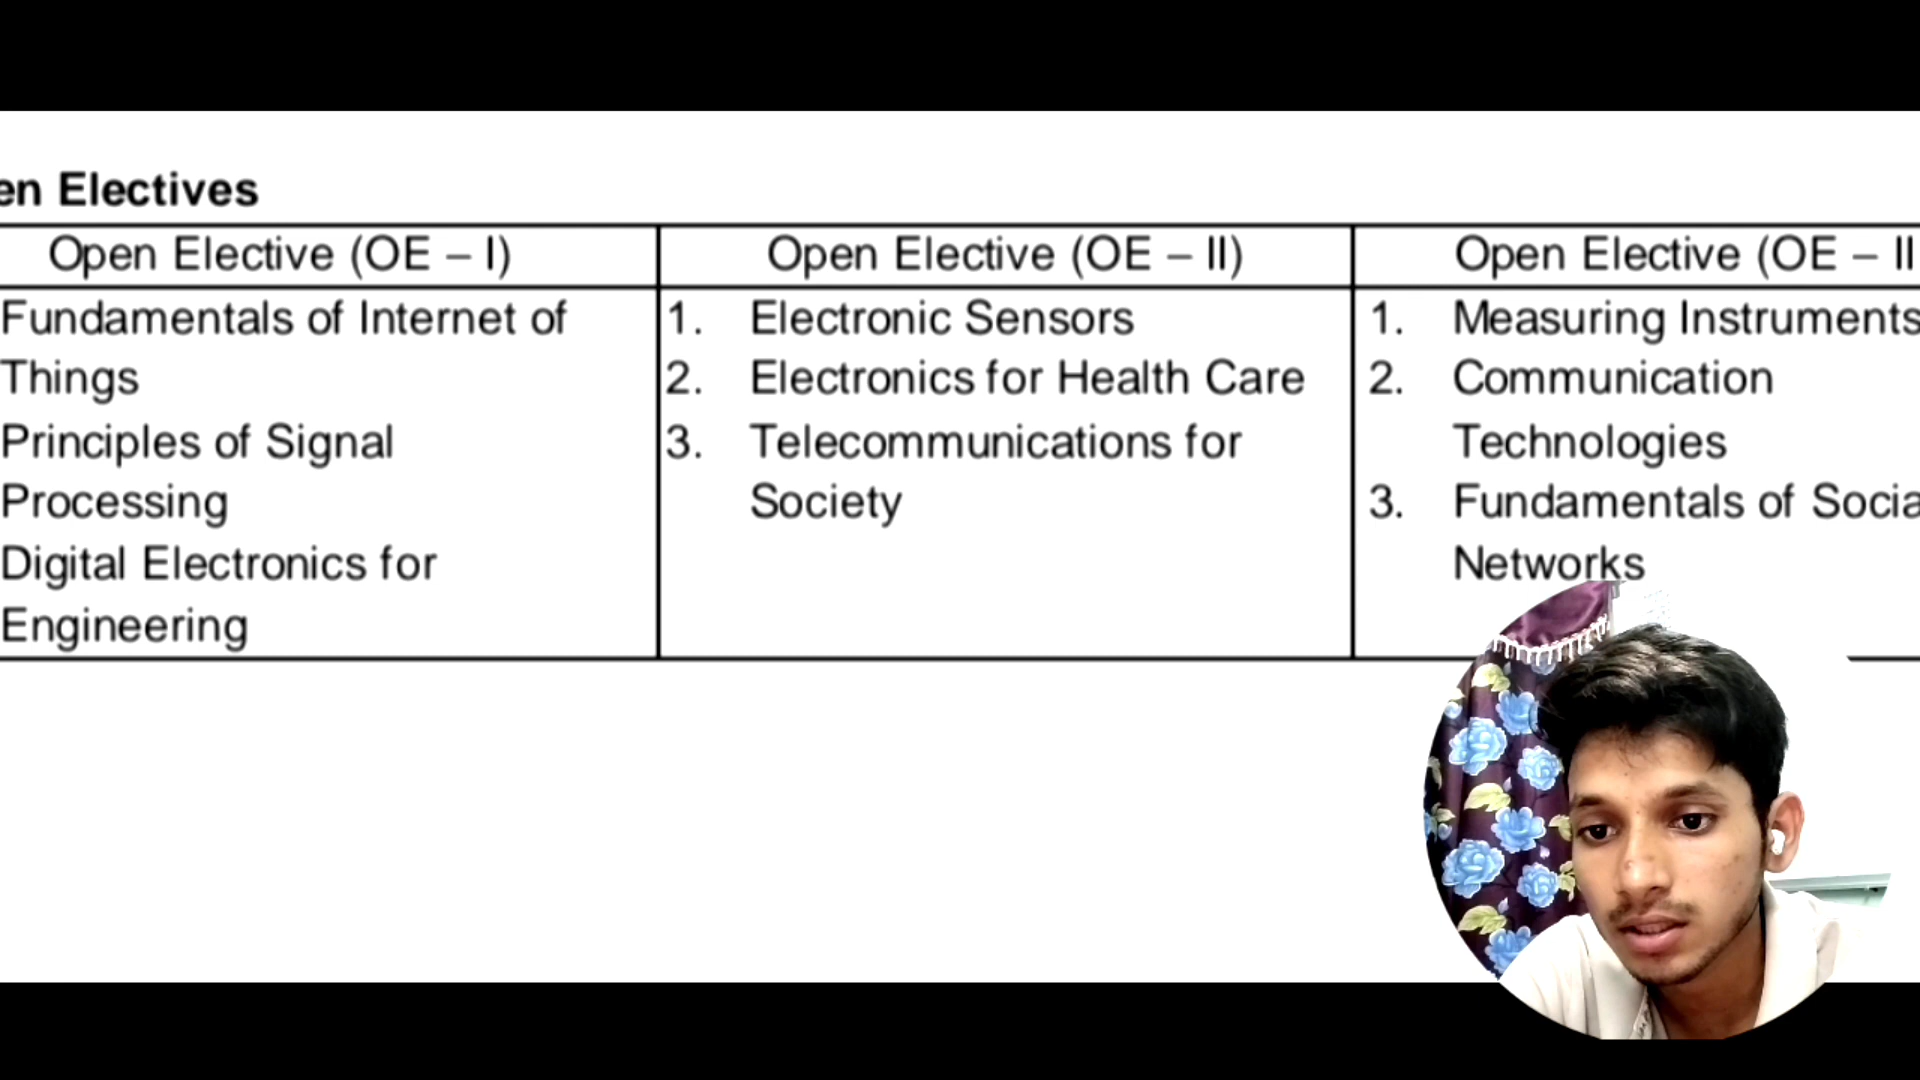 en Electives
Open Elective (OE – I)
Fundamentals of Internet of
Things
Principles of Signal
Processing
Digital Electronics for
Engineering
Open Elective (OE – II)
1. Electronic Sensors
2. Electronics for Health Care
3. Telecommunications for
Society
Open Elective (OE – II
1. Measuring Instruments
2. Communication
Technologies
3. Fundamentals of Socia
Networks